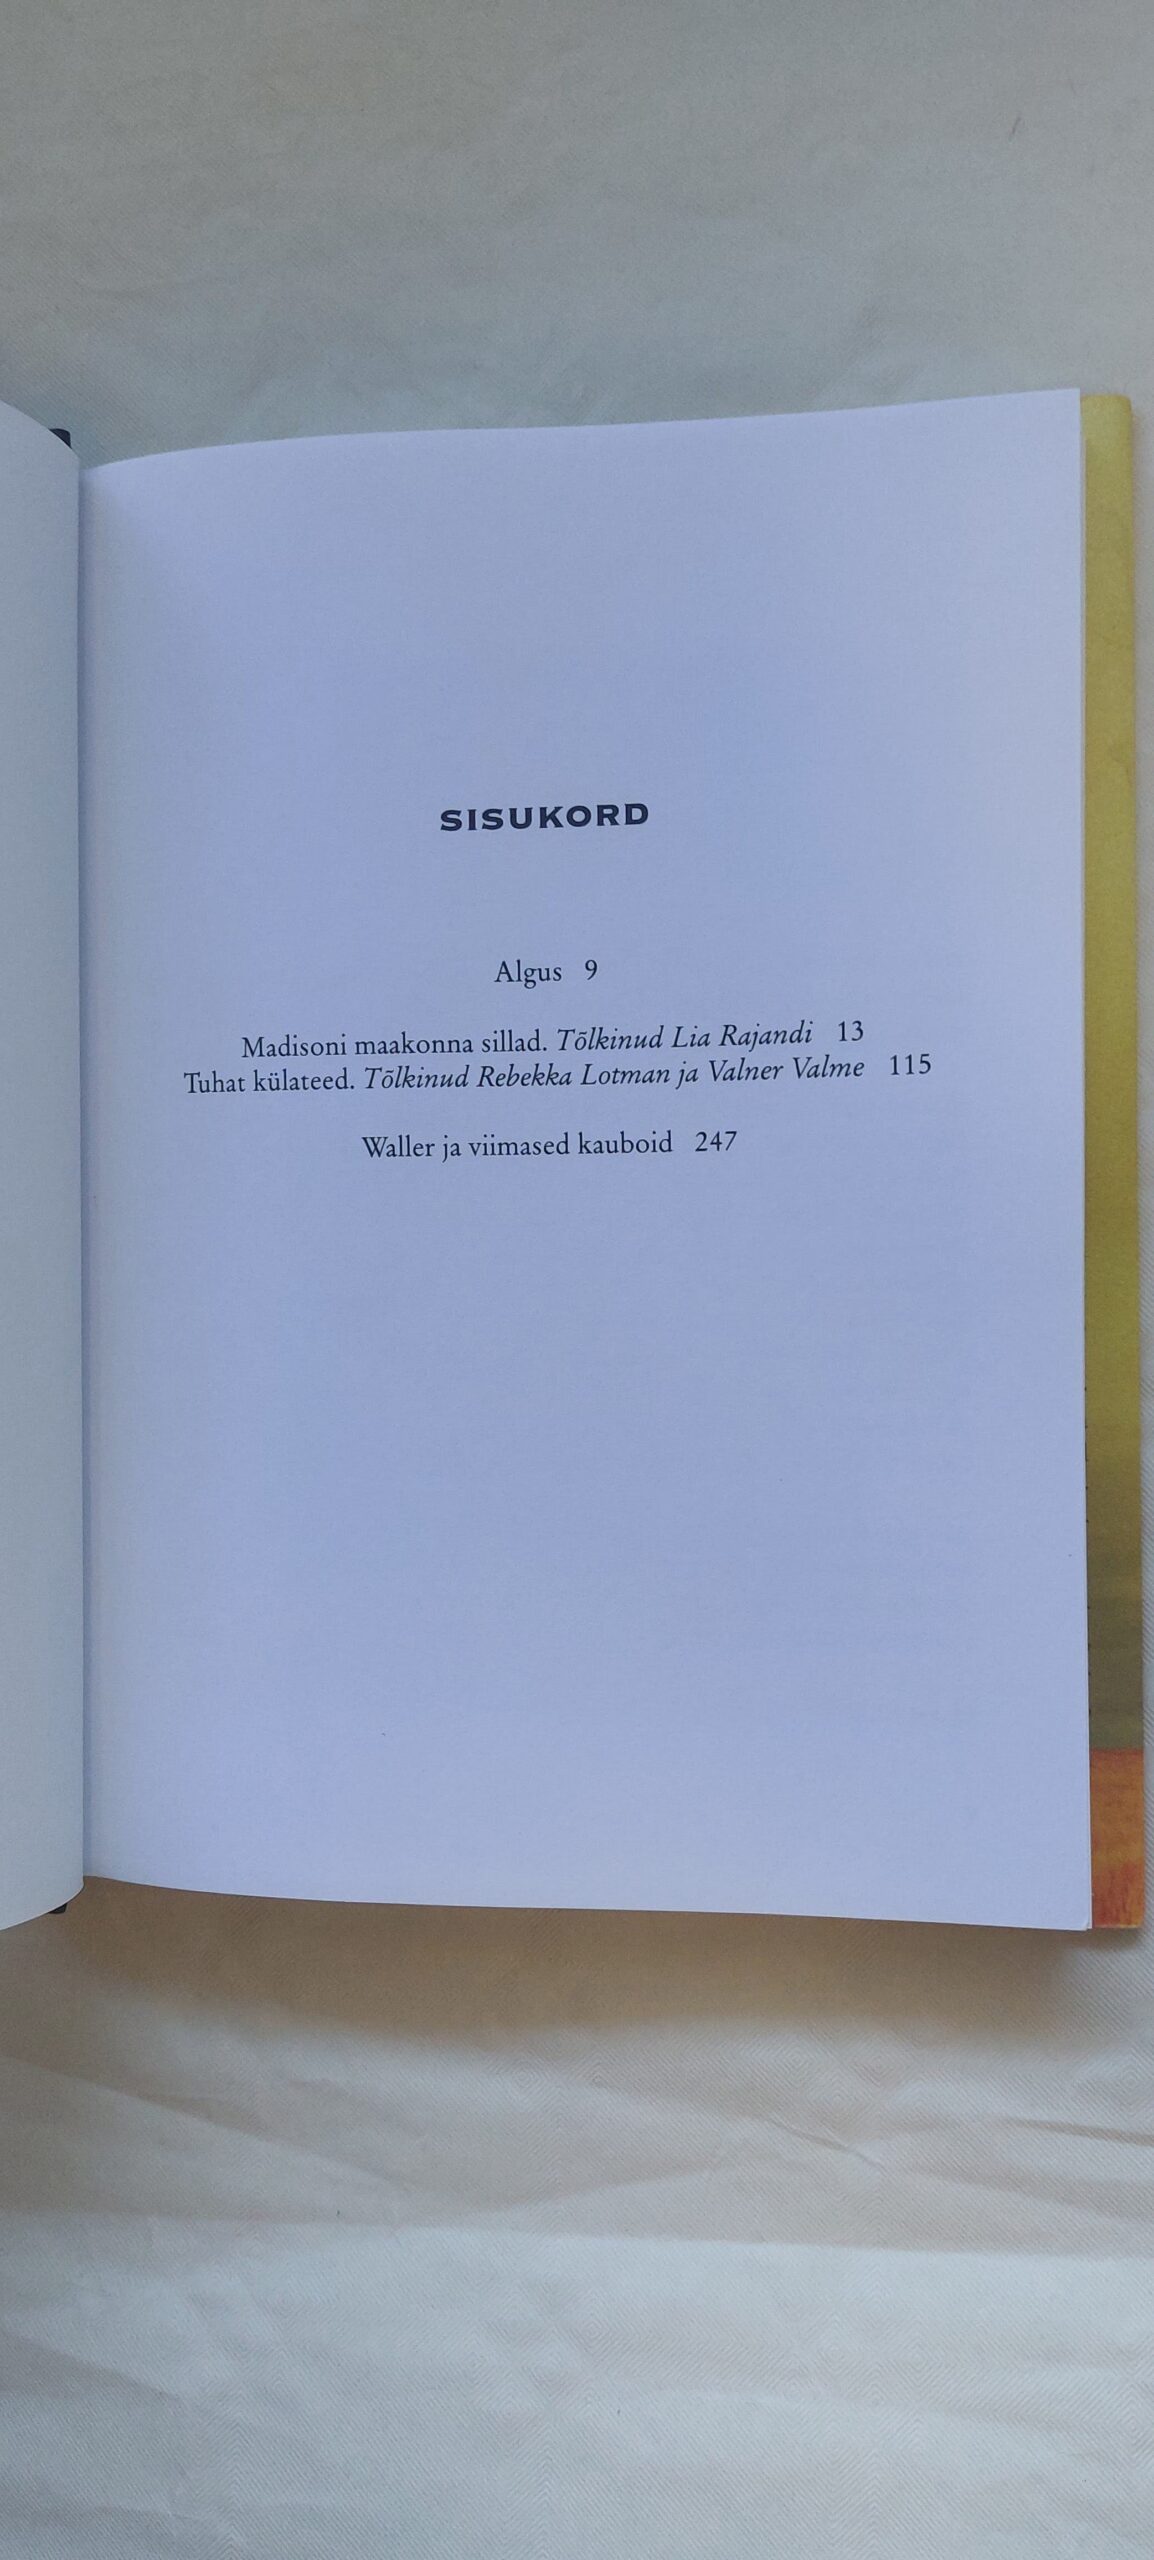 SISUKORD
Algus 9
Madisoni maakonna sillad. Tõlkinud Lia Rajandi 13
Tuhat külateed. Tõlkinud Rebekka Lotman ja Valner Valme 115
Waller ja viimased kauboid 247